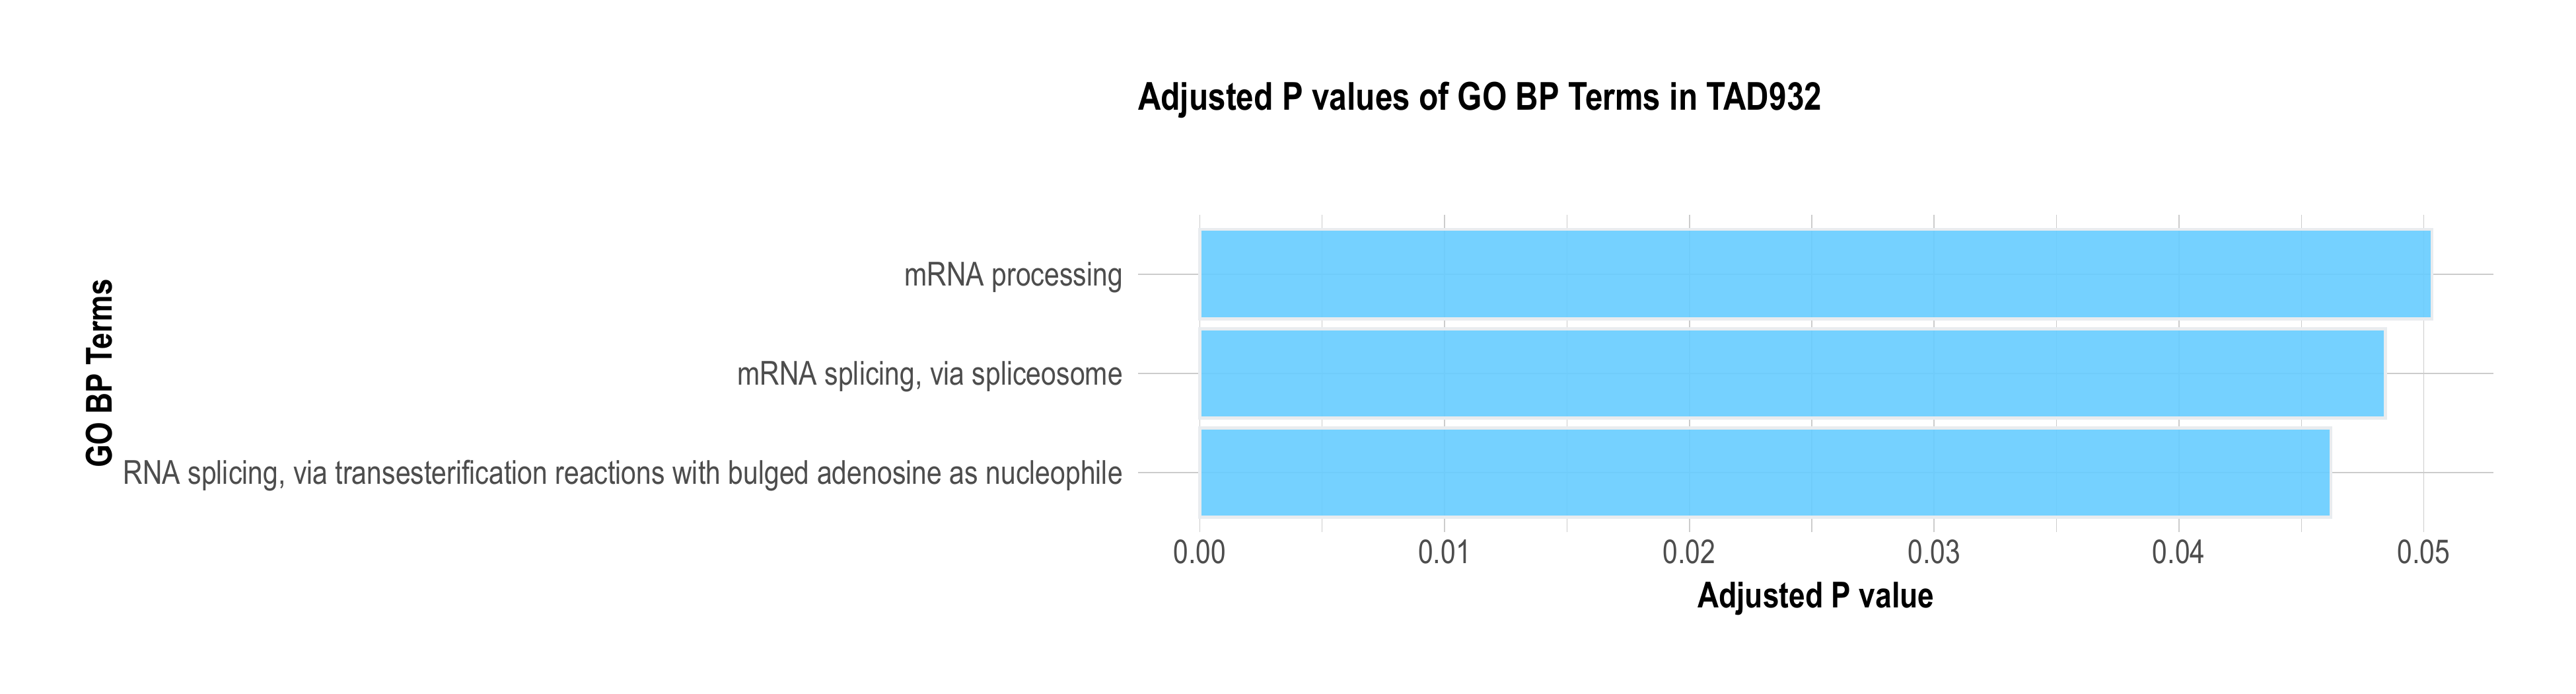 Adjusted P values of GO BP Terms in TAD932
GO BP Terms
mRNA processing
mRNA splicing, via spliceosome
RNA splicing, via transesterification reactions with bulged adenosine as nucleophile
0.00 0.01 0.02 0.03 0.04 0.05
Adjusted P value